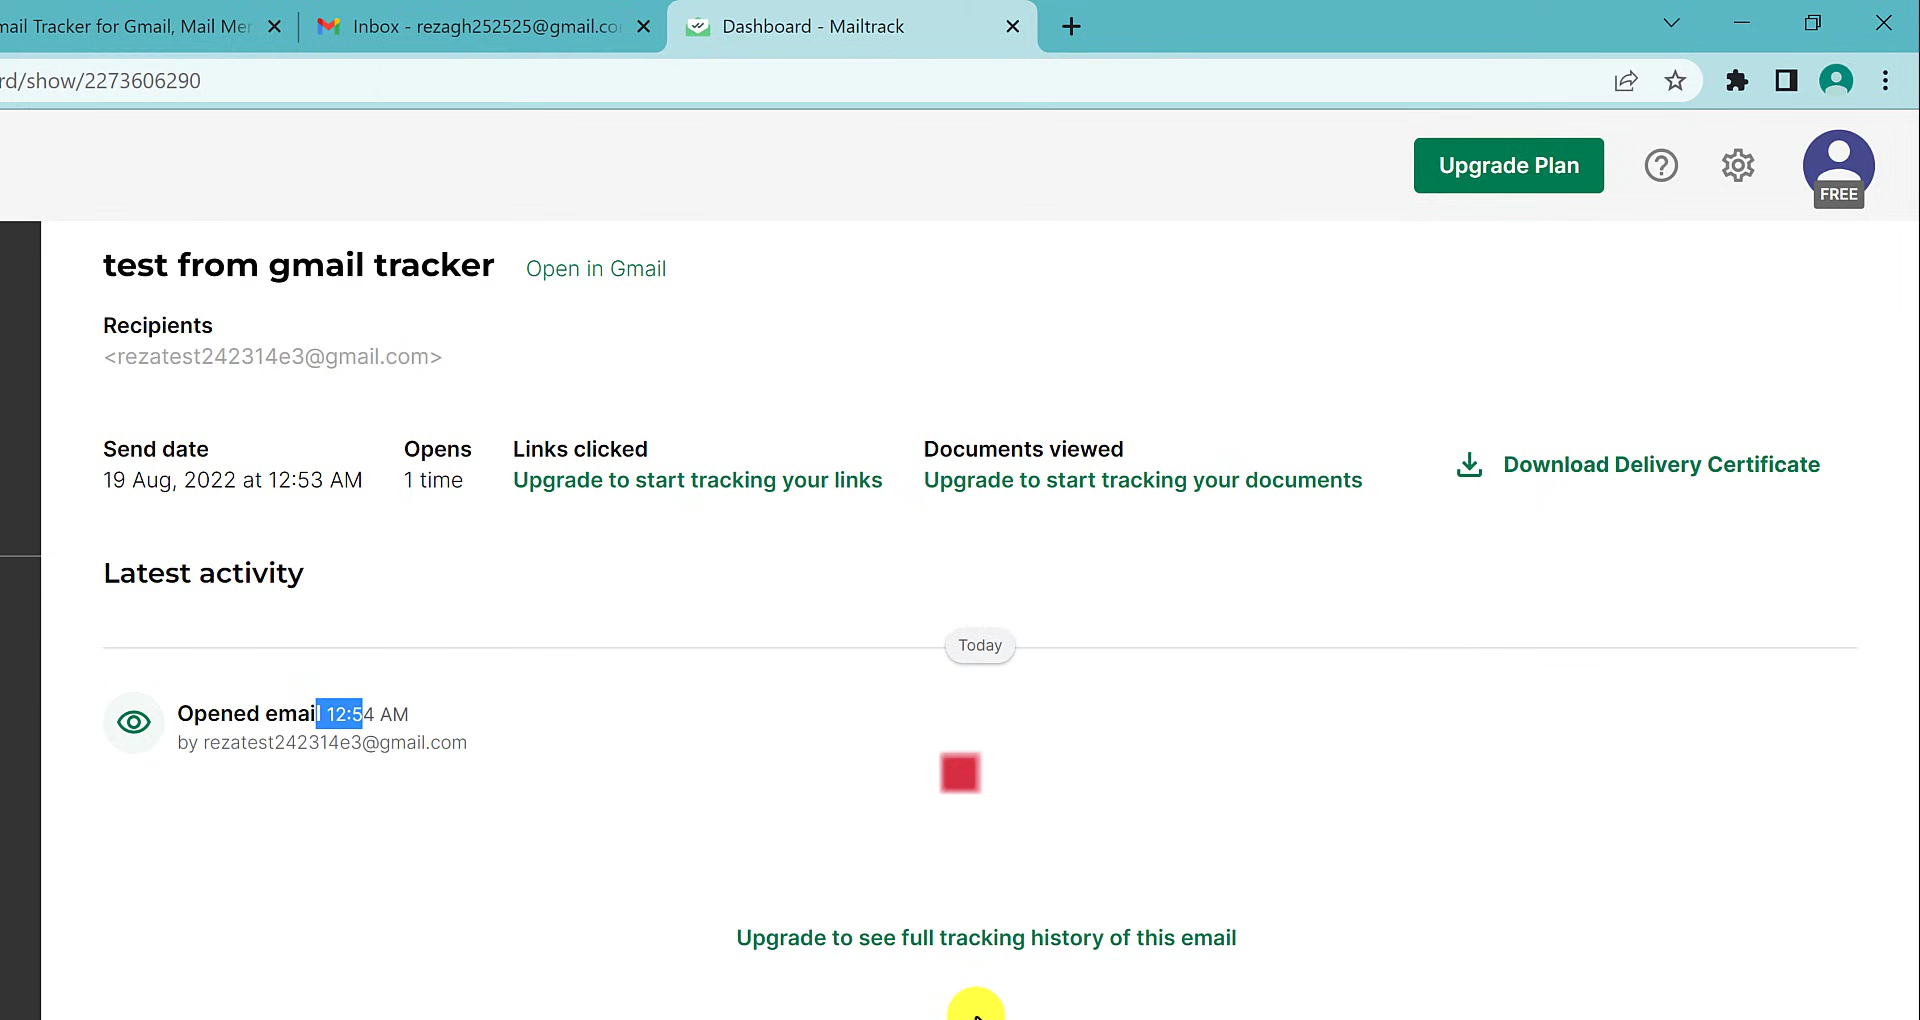 mail Tracker for Gmail, Mail Mer
Inbox - rezagh252525@gmail.co
Dashboard - Mailtrack
rd/show/2273606290
Upgrade Plan
FREE
test from gmail tracker Open in Gmail
Recipients
<rezatest242314e3@gmail.com>
Send date Opens Links clicked Documents viewed
19 Aug, 2022 at 12:53 AM 1 time Upgrade to start tracking your links Upgrade to start tracking your documents
Download Delivery Certificate
Latest activity
Today
Opened email 12:54 AM
by rezatest242314e3@gmail.com
Upgrade to see full tracking history of this email